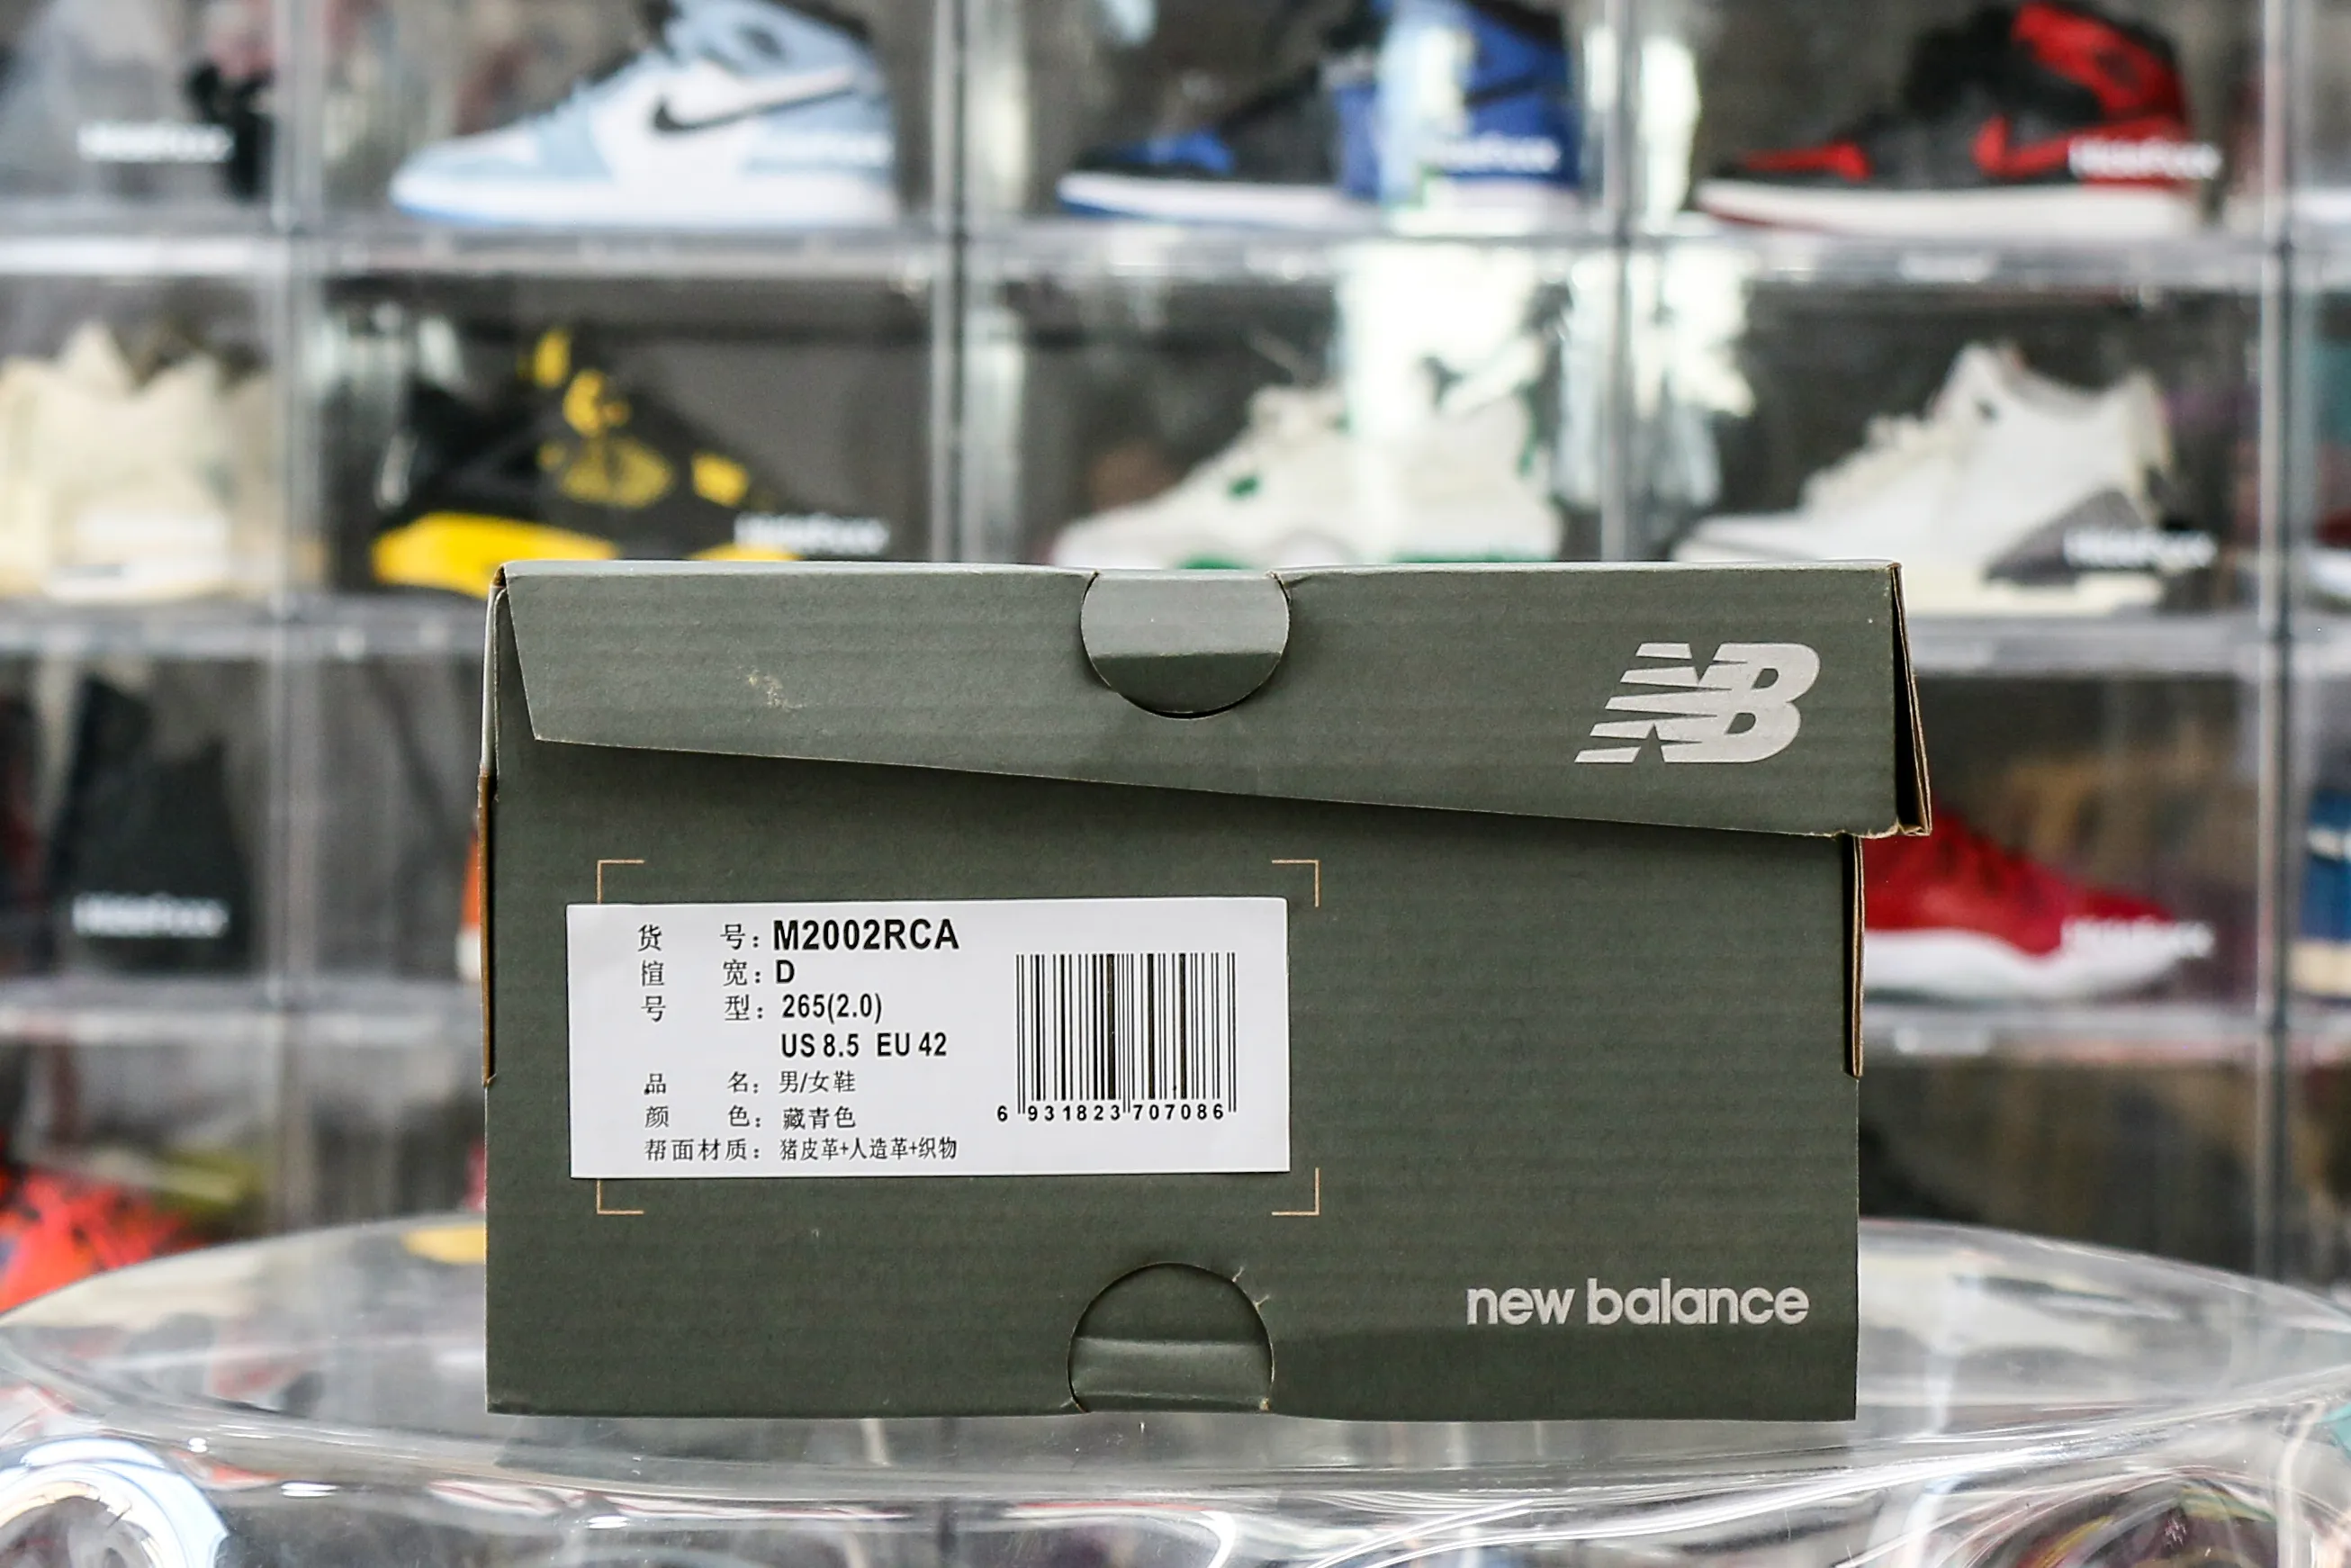 NB
货 号: M2002RCA
楦 宽: D
号 型: 265(2.0)
US 8.5 EU 42
品 名: 男/女鞋
颜 色: 藏青色
帮面材质: 猪皮革+人造革+织物
6 931823 707086
new balance